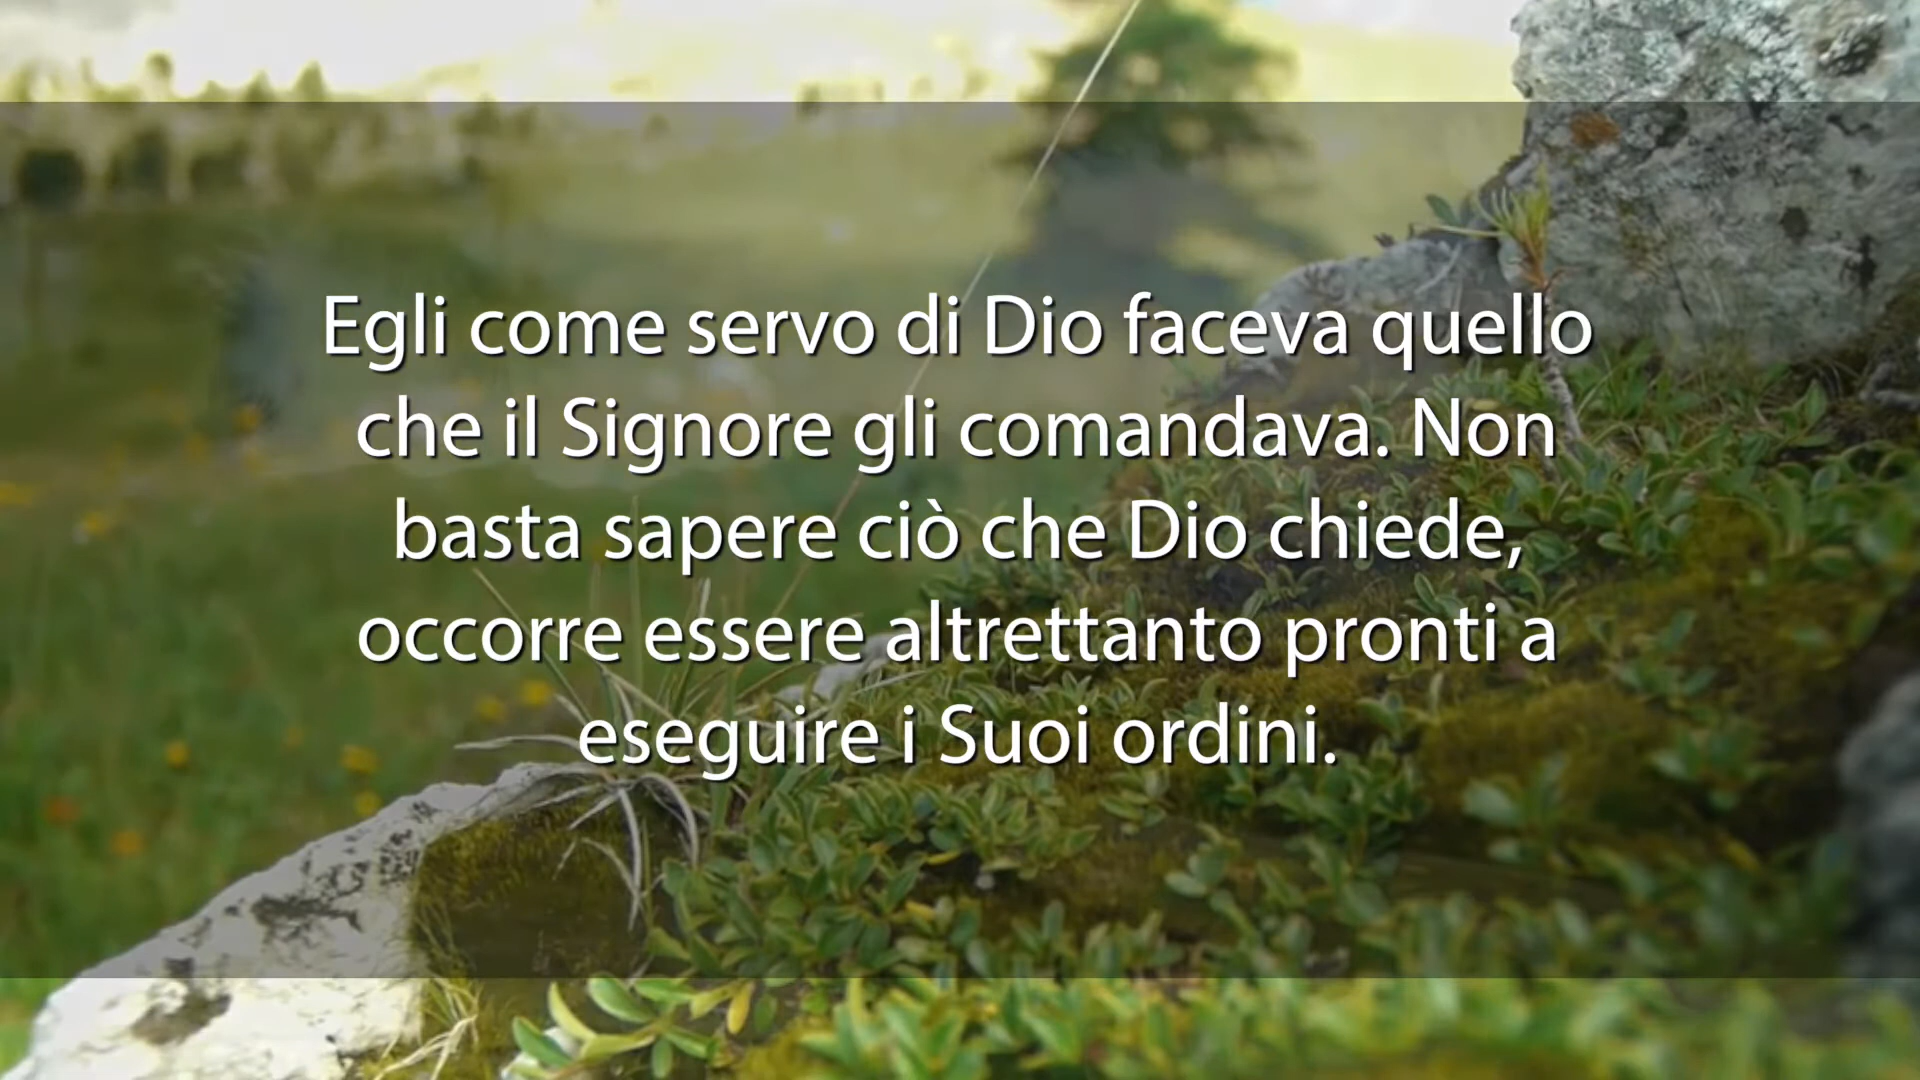 Egli come servo di Dio faceva quello
che il Signore gli comandava. Non
basta sapere ciò che Dio chiede,
occorre essere altrettanto pronti a
eseguire i Suoi ordini.